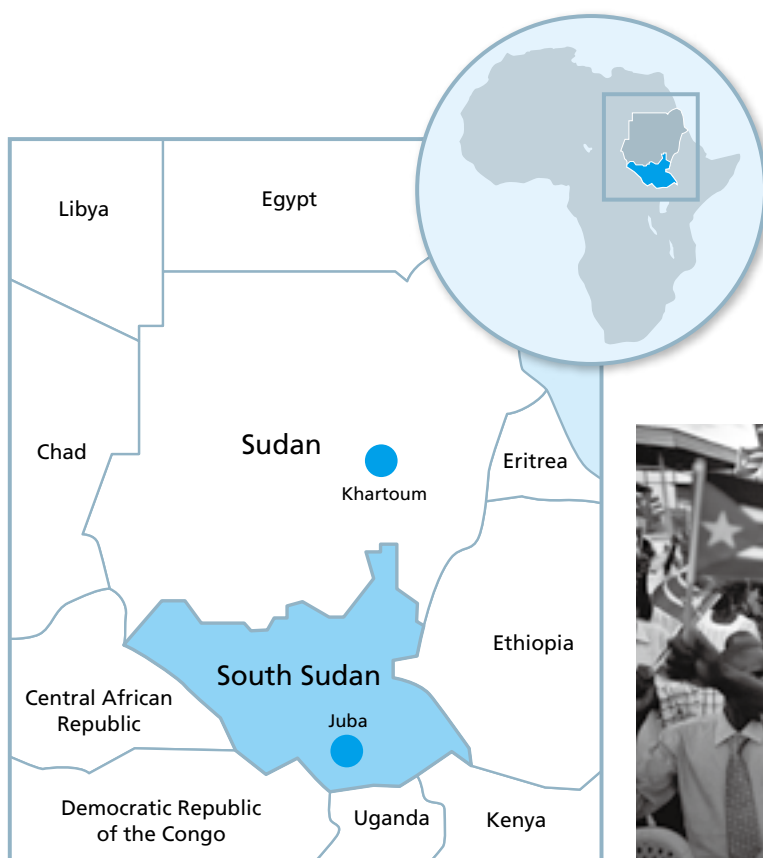 Libya
Egypt
Chad
Sudan
Khartoum
Eritrea
Ethiopia
South Sudan
Central African
Republic
Juba
Democratic Republic
of the Congo
Uganda
Kenya